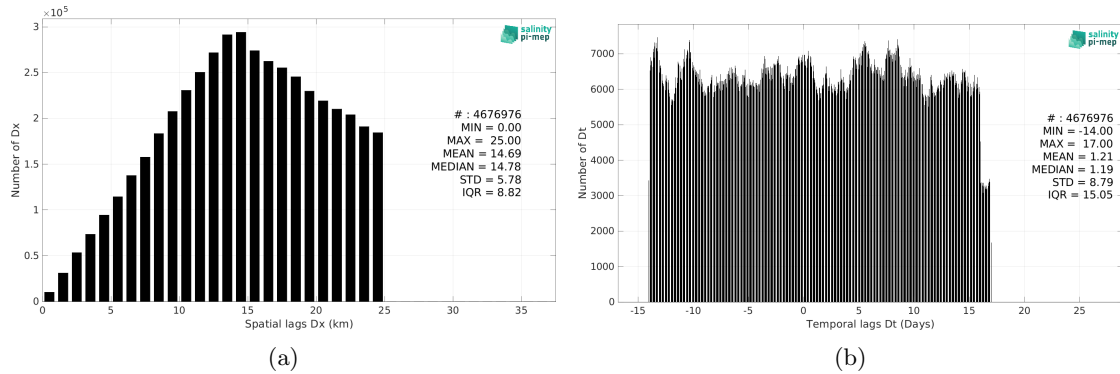 ×10⁵
3
2.5
2
1.5
1
0.5
0
Number of Dx
0 5 10 15 20 25 30 35
Spatial lags Dx (km)
salinity
pi-mep
# : 4676976
MIN = 0.00
MAX = 25.00
MEAN = 14.69
MEDIAN = 14.78
STD = 5.78
IQR = 8.82
(a)
7000
6000
5000
4000
3000
2000
1000
0
Number of Dt
-15 -10 -5 0 5 10 15 20 25
Temporal lags Dt (Days)
salinity
pi-mep
# : 4676976
MIN = -14.00
MAX = 17.00
MEAN = 1.21
MEDIAN = 1.19
STD = 8.79
IQR = 15.05
(b)